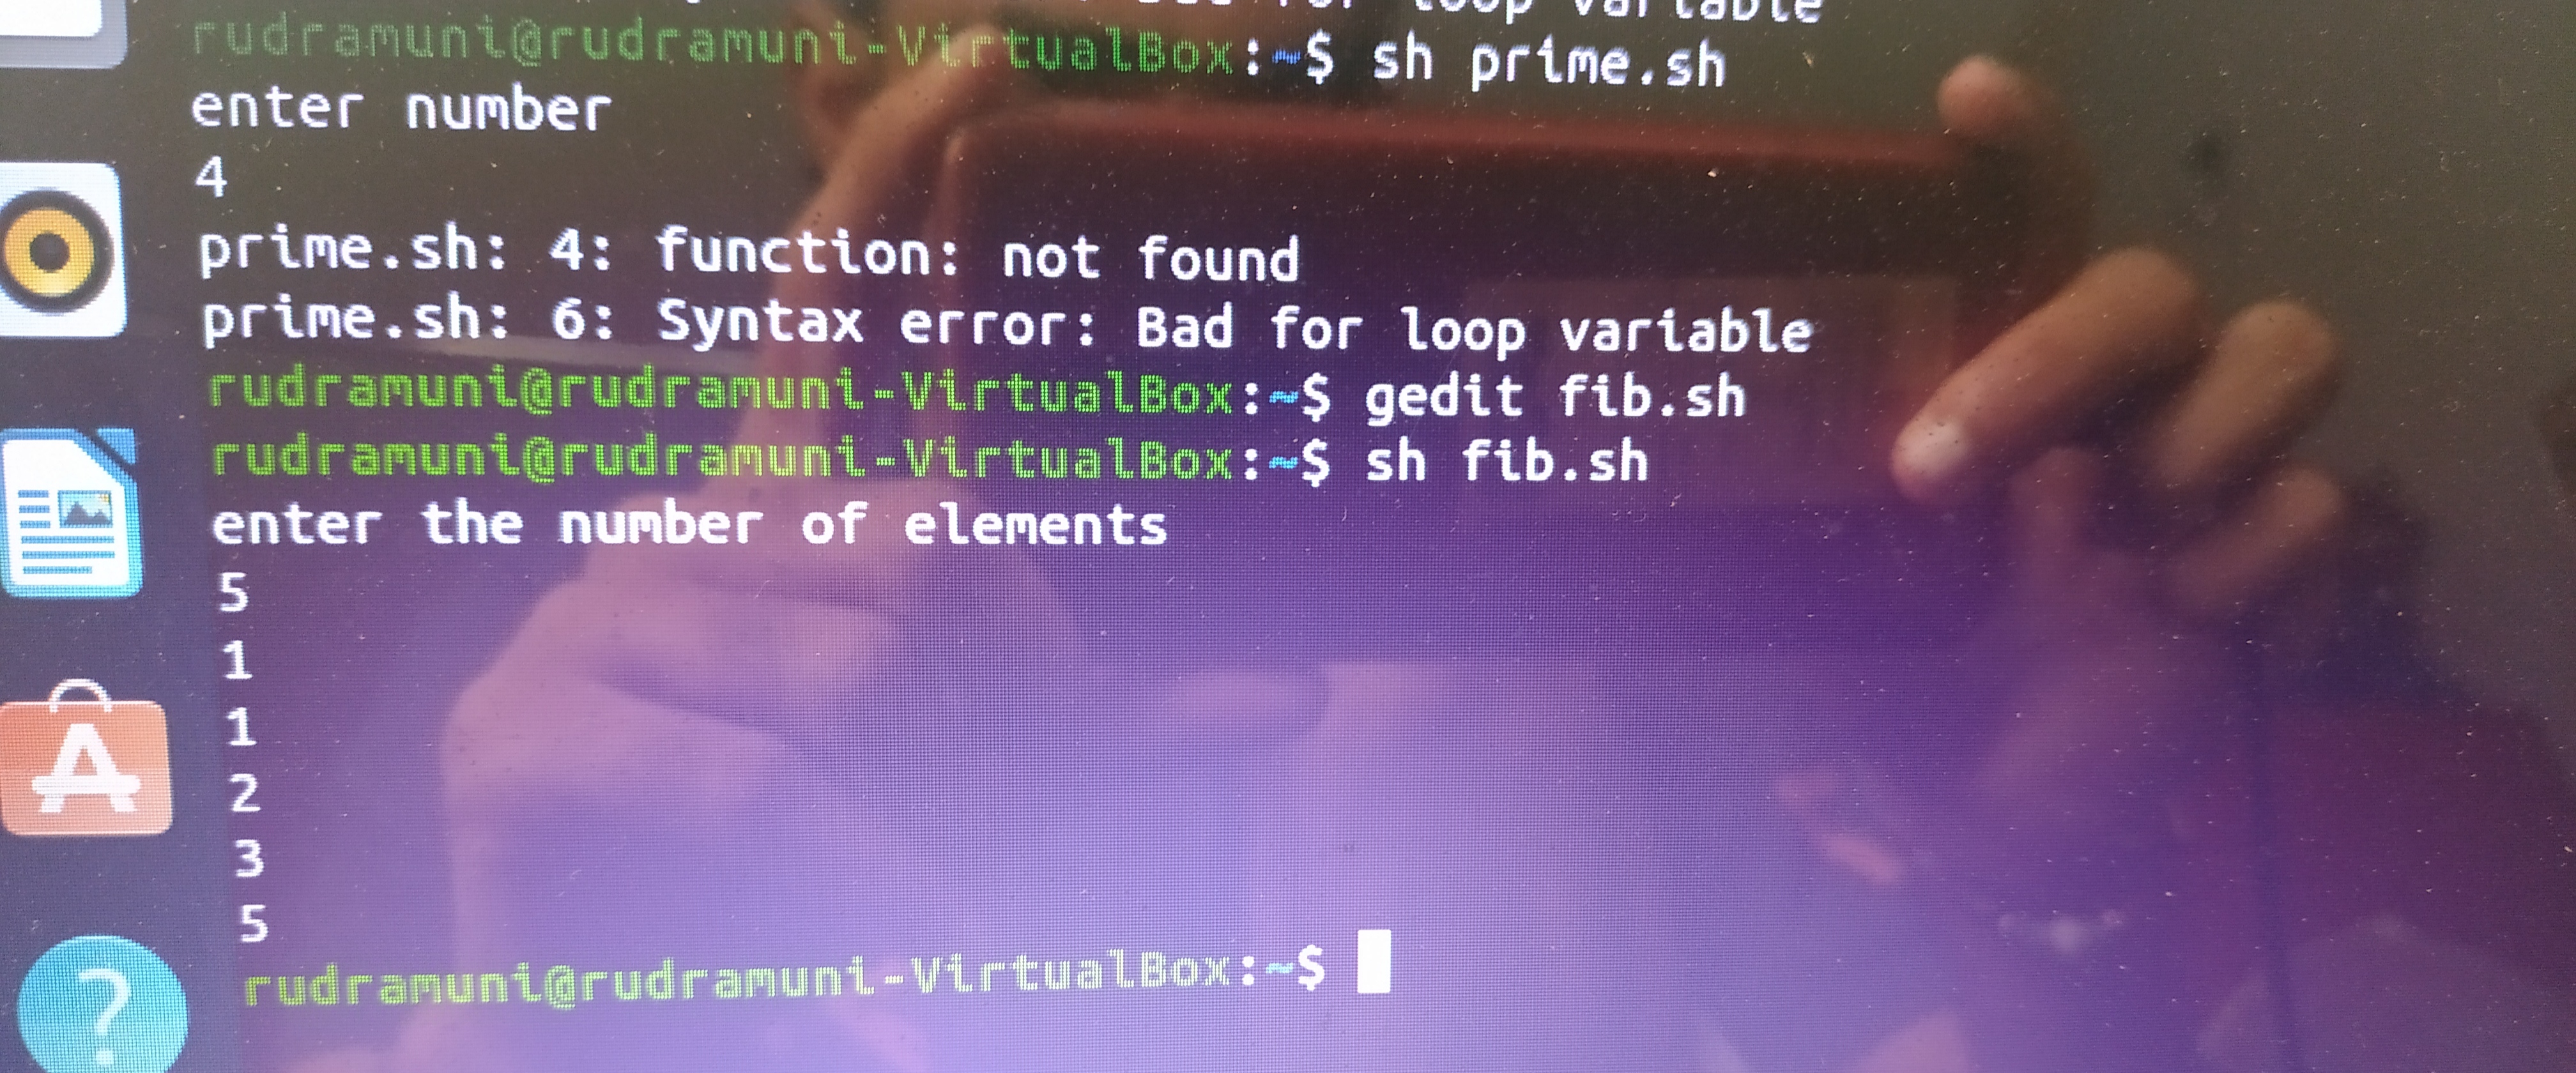 for loop variable
rudramuni@rudramuni-VirtualBox:~$ sh prime.sh
enter number
4
prime.sh: 4: function: not found
prime.sh: 6: Syntax error: Bad for loop variable
rudramuni@rudramuni-VirtualBox:~$ gedit fib.sh
rudramuni@rudramuni-VirtualBox:~$ sh fib.sh
enter the number of elements
5
1
1
2
3
5
rudramuni@rudramuni-VirtualBox:~$
A
?